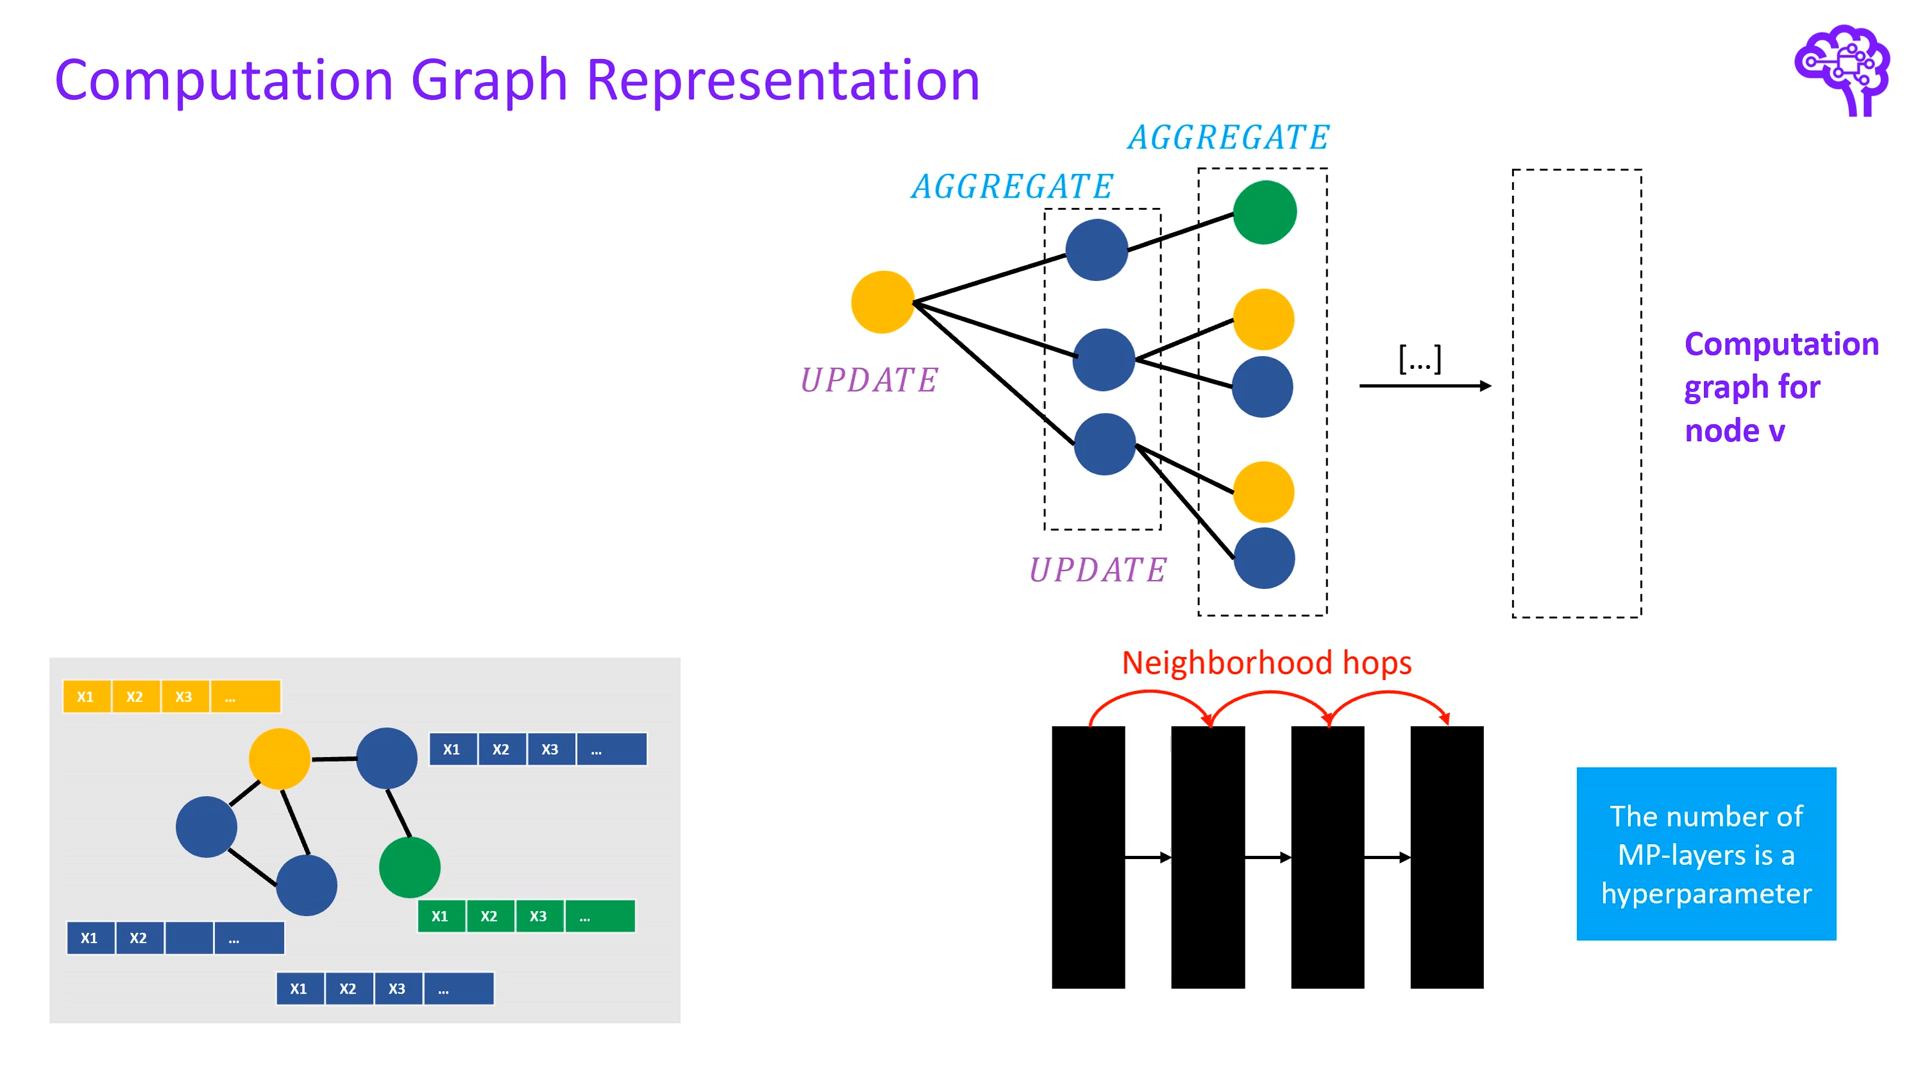 Computation Graph Representation
AGGREGATE
AGGREGATE
UPDATE
[...]
Computation
graph for
node v
UPDATE
Neighborhood hops
X1 X2 X3 ...
X1 X2 X3 ...
X1 X2 X3 ...
X1 X2 ...
X1 X2 X3 ...
The number of
MP-layers is a
hyperparameter